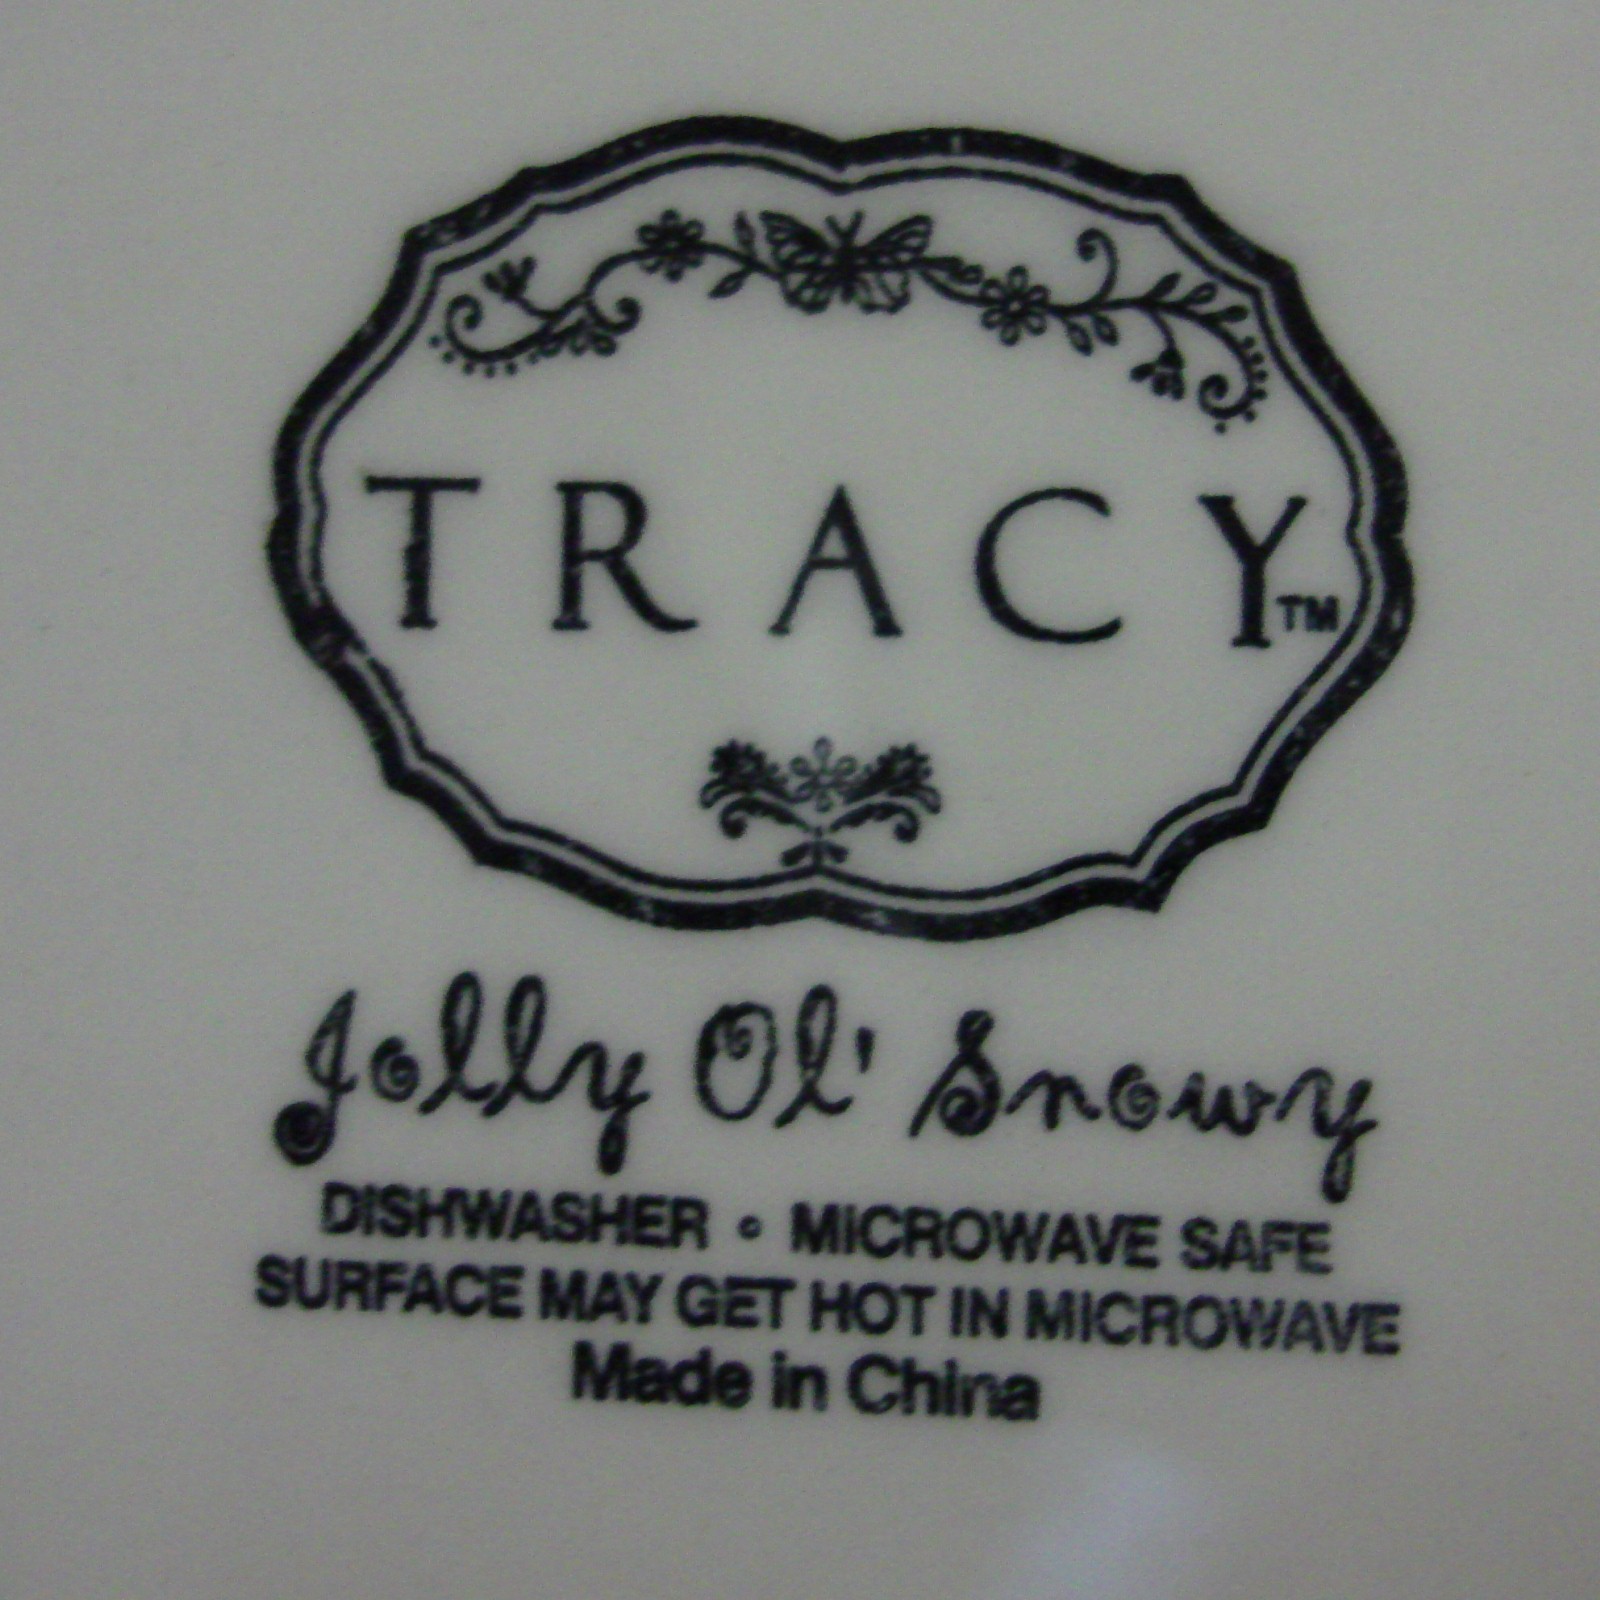 TRACY™
Jolly Ol' Snowy
DISHWASHER • MICROWAVE SAFE
SURFACE MAY GET HOT IN MICROWAVE
Made in China